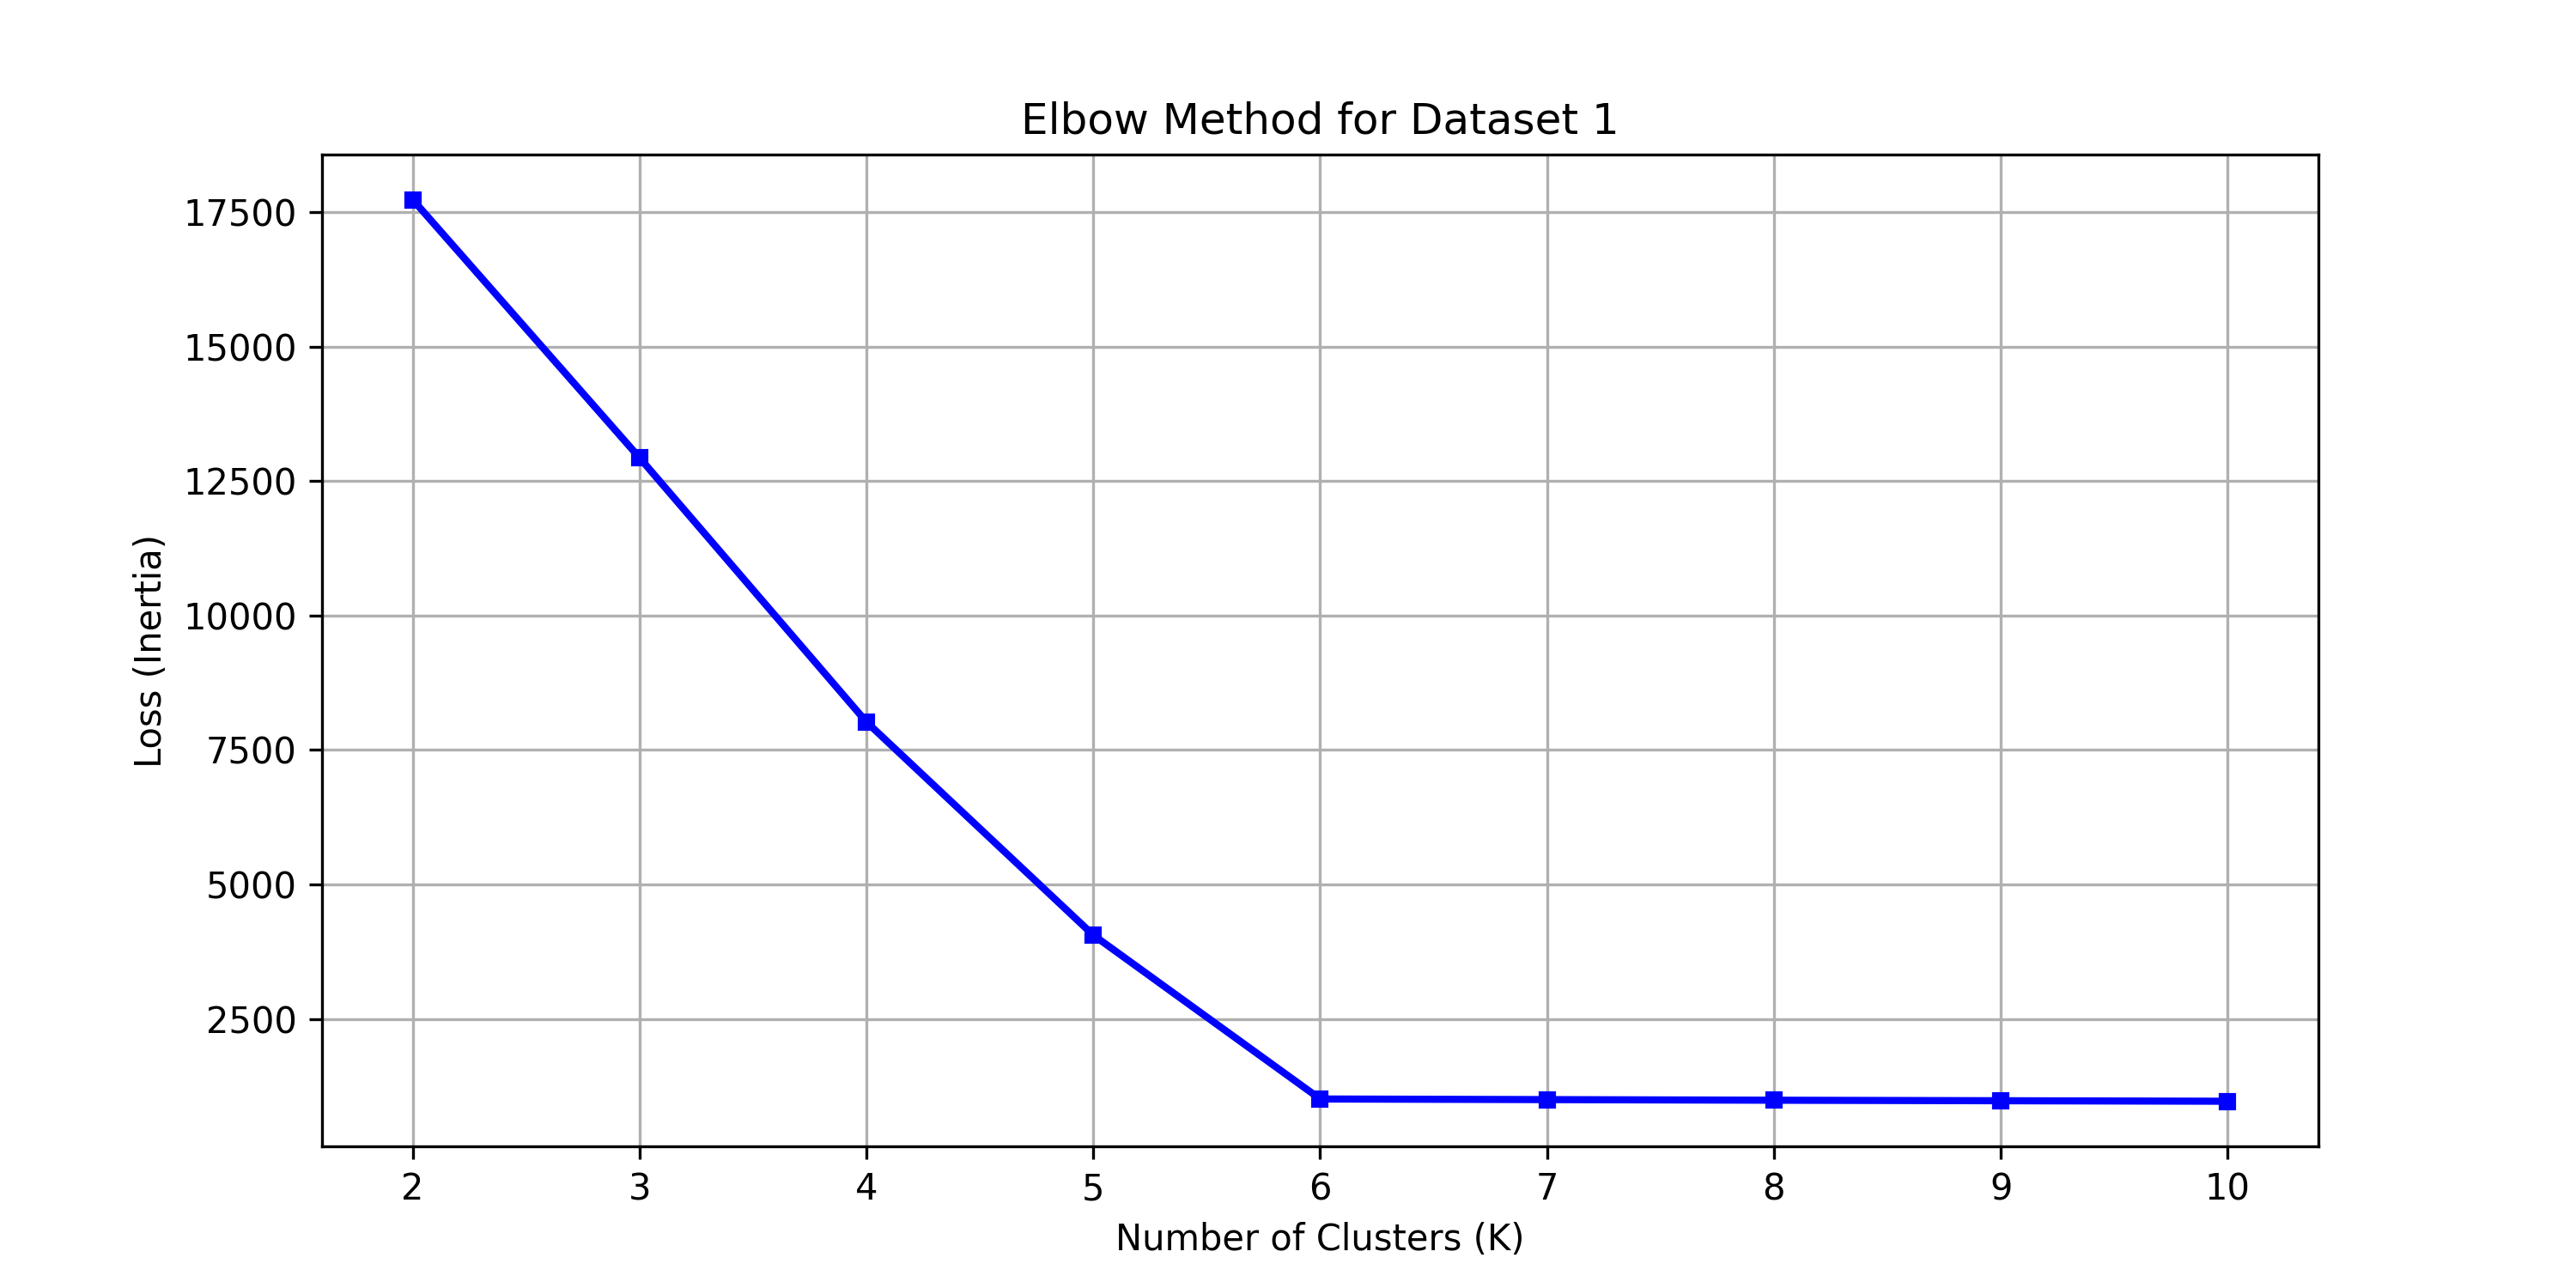 Elbow Method for Dataset 1
17500
15000
12500
10000
7500
5000
2500
Loss (Inertia)
2 3 4 5 6 7 8 9 10
Number of Clusters (K)